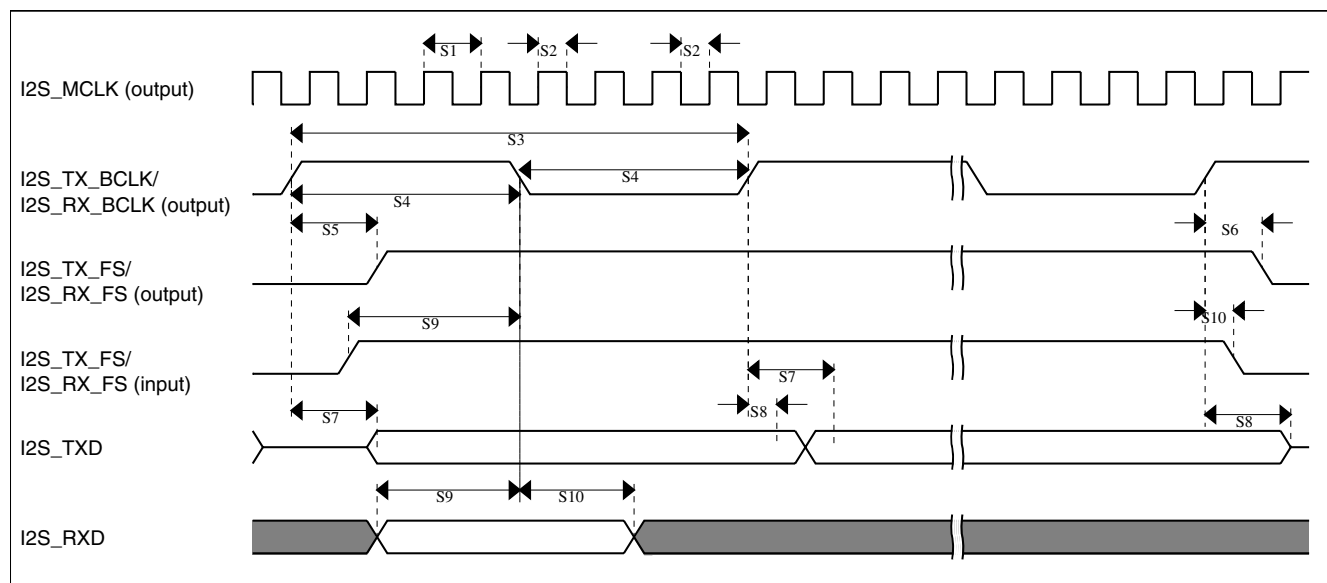 S1
S2
S2
I2S_MCLK (output)
S3
I2S_TX_BCLK/
I2S_RX_BCLK (output)
S4
S4
S5
S6
I2S_TX_FS/
I2S_RX_FS (output)
S9
S10
I2S_TX_FS/
I2S_RX_FS (input)
S7
S7
S8
S8
I2S_TXD
S9
S10
I2S_RXD